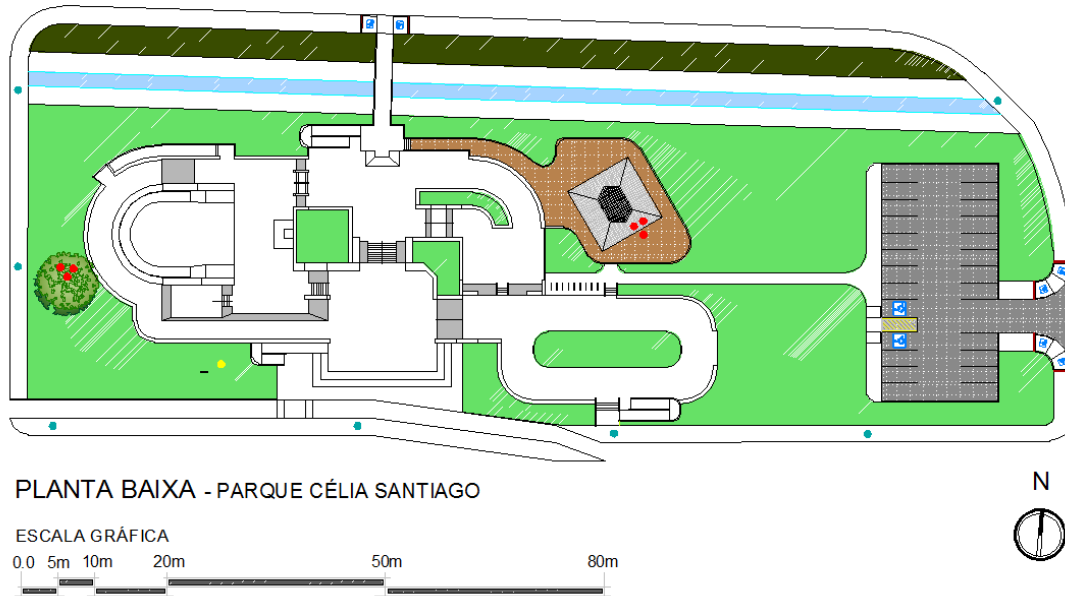 PLANTA BAIXA - PARQUE CÉLIA SANTIAGO
N
ESCALA GRÁFICA
0.0 5m 10m 20m 50m 80m